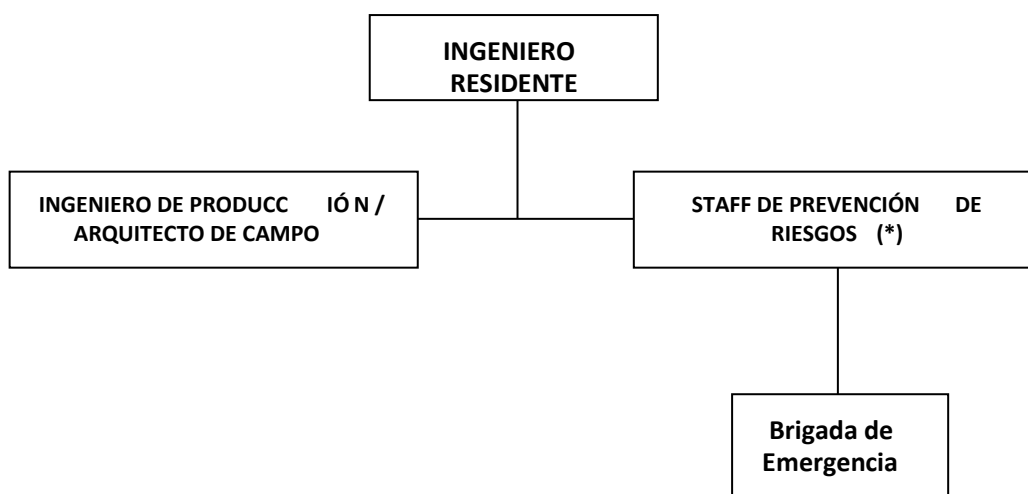 INGENIERO
RESIDENTE
INGENIERO DE PRODUCC IÓ N /
ARQUITECTO DE CAMPO
STAFF DE PREVENCIÓN DE
RIESGOS (*)
Brigada de
Emergencia